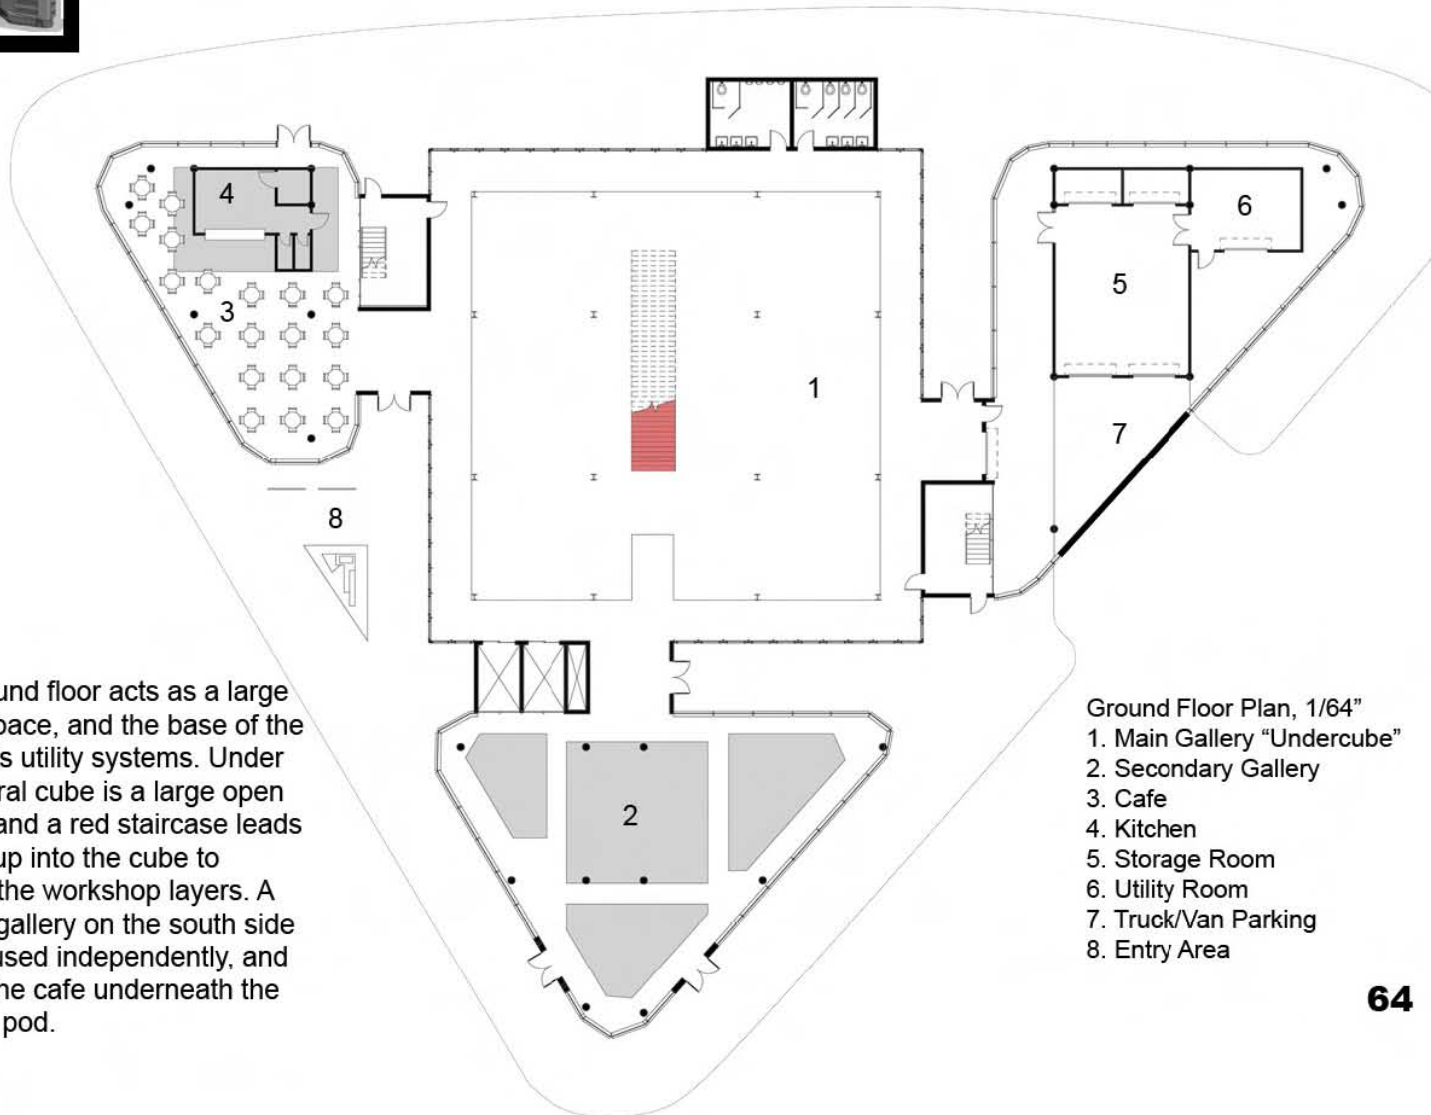 4
6
5
3
1
7
8
2
und floor acts as a large
pace, and the base of the
s utility systems. Under
ral cube is a large open
and a red staircase leads
up into the cube to
the workshop layers. A
gallery on the south side
used independently, and
he cafe underneath the
pod.
Ground Floor Plan, 1/64”
1. Main Gallery “Undercube”
2. Secondary Gallery
3. Cafe
4. Kitchen
5. Storage Room
6. Utility Room
7. Truck/Van Parking
8. Entry Area
64